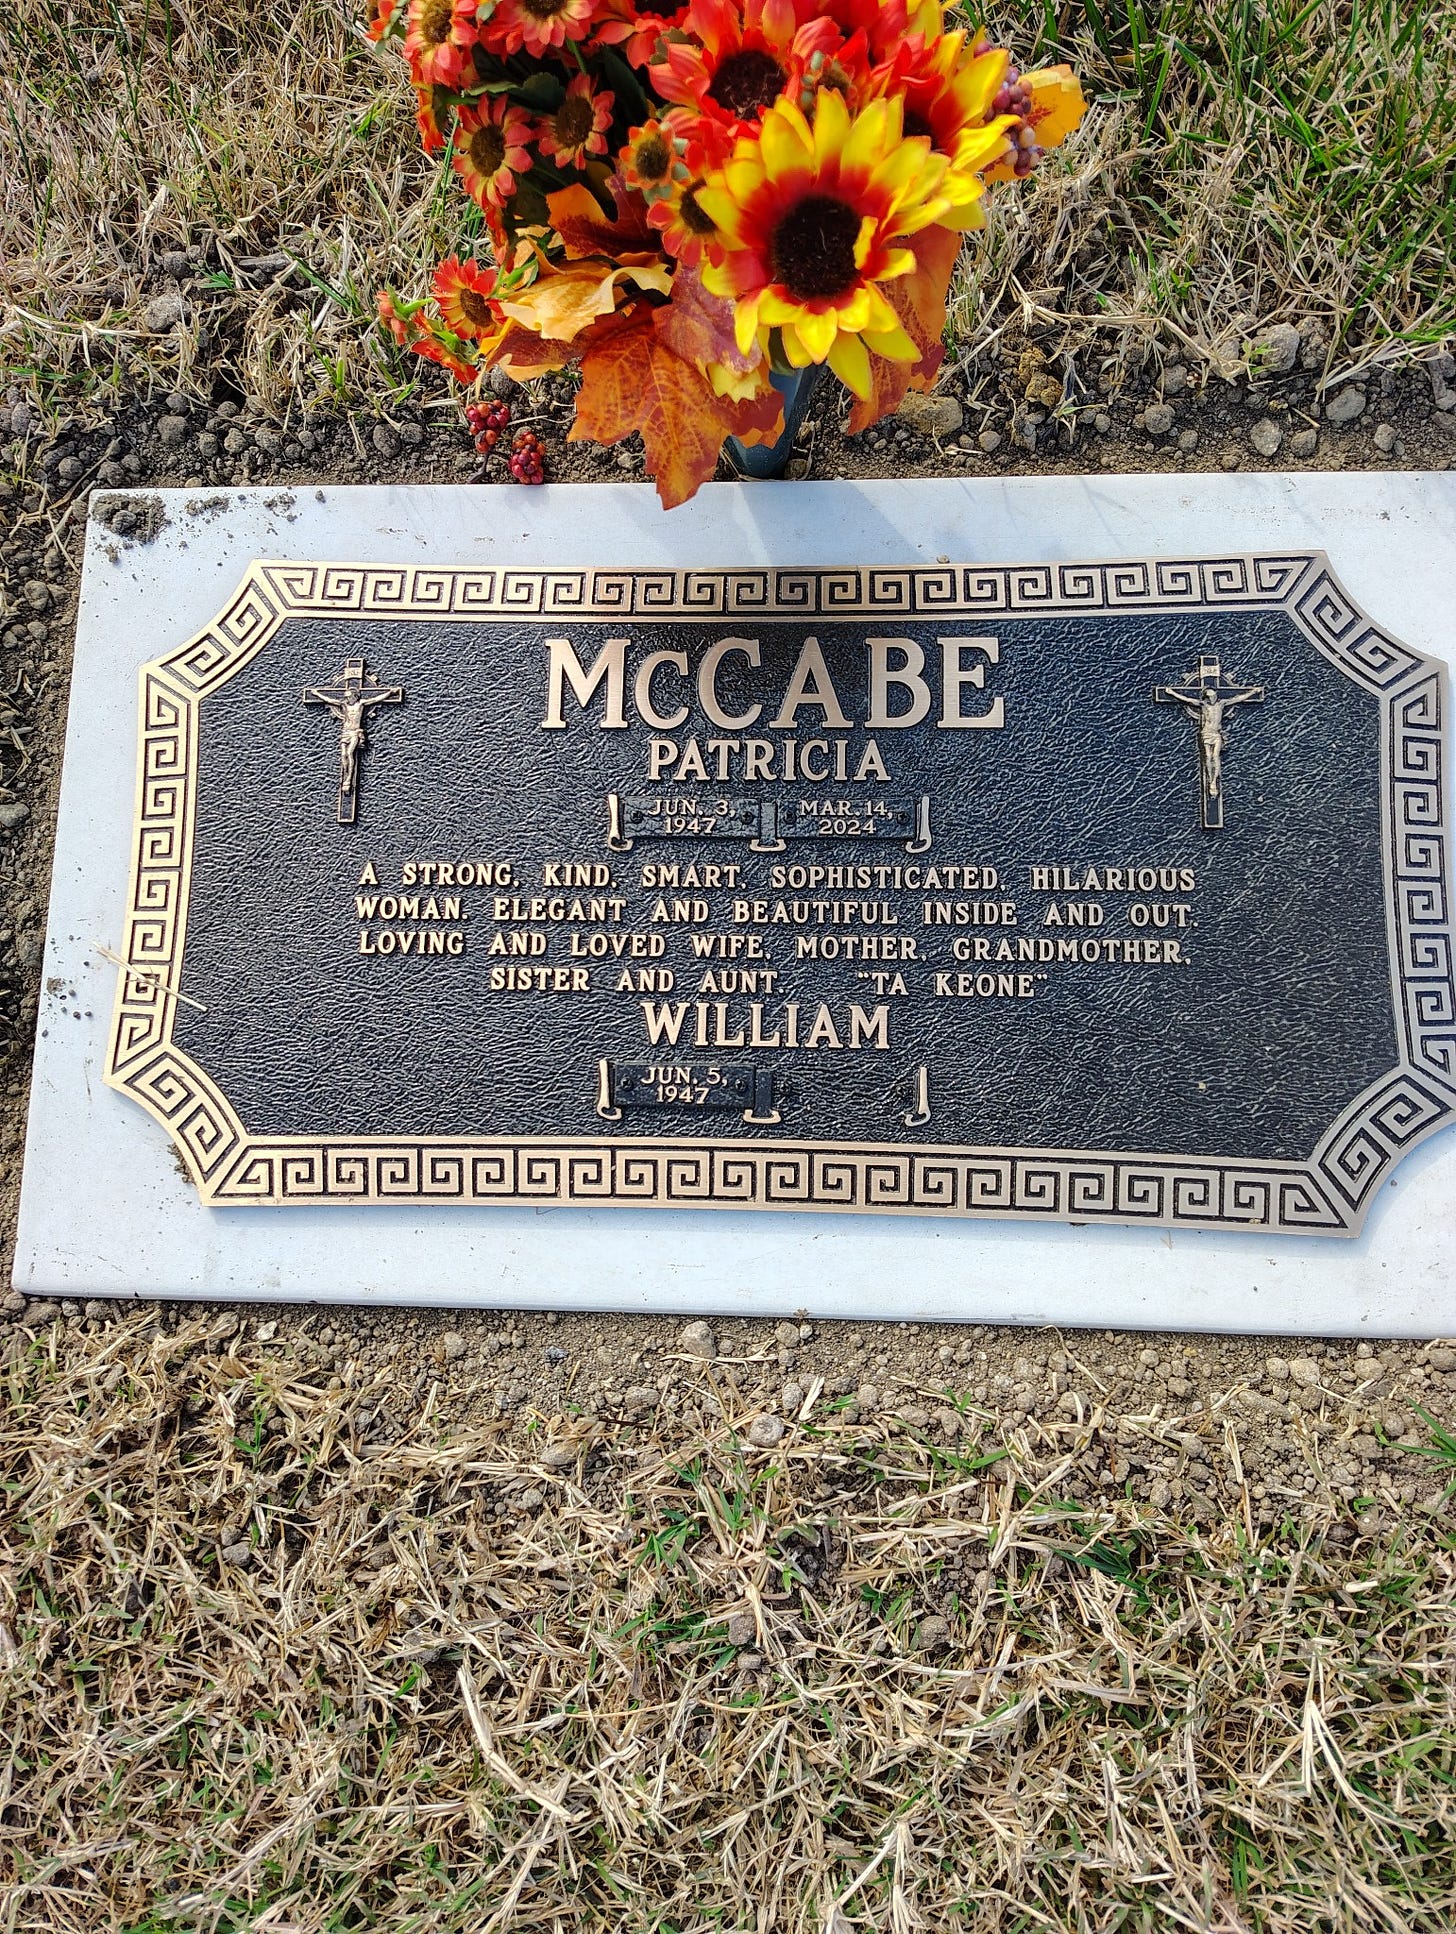 McCABE
PATRICIA
JUN. 3, MAR. 14,
1947 2024
A STRONG, KIND, SMART, SOPHISTICATED, HILARIOUS
WOMAN. ELEGANT AND BEAUTIFUL INSIDE AND OUT.
LOVING AND LOVED WIFE, MOTHER, GRANDMOTHER,
SISTER AND AUNT. "TA KEONE"
WILLIAM
JUN. 5,
1947